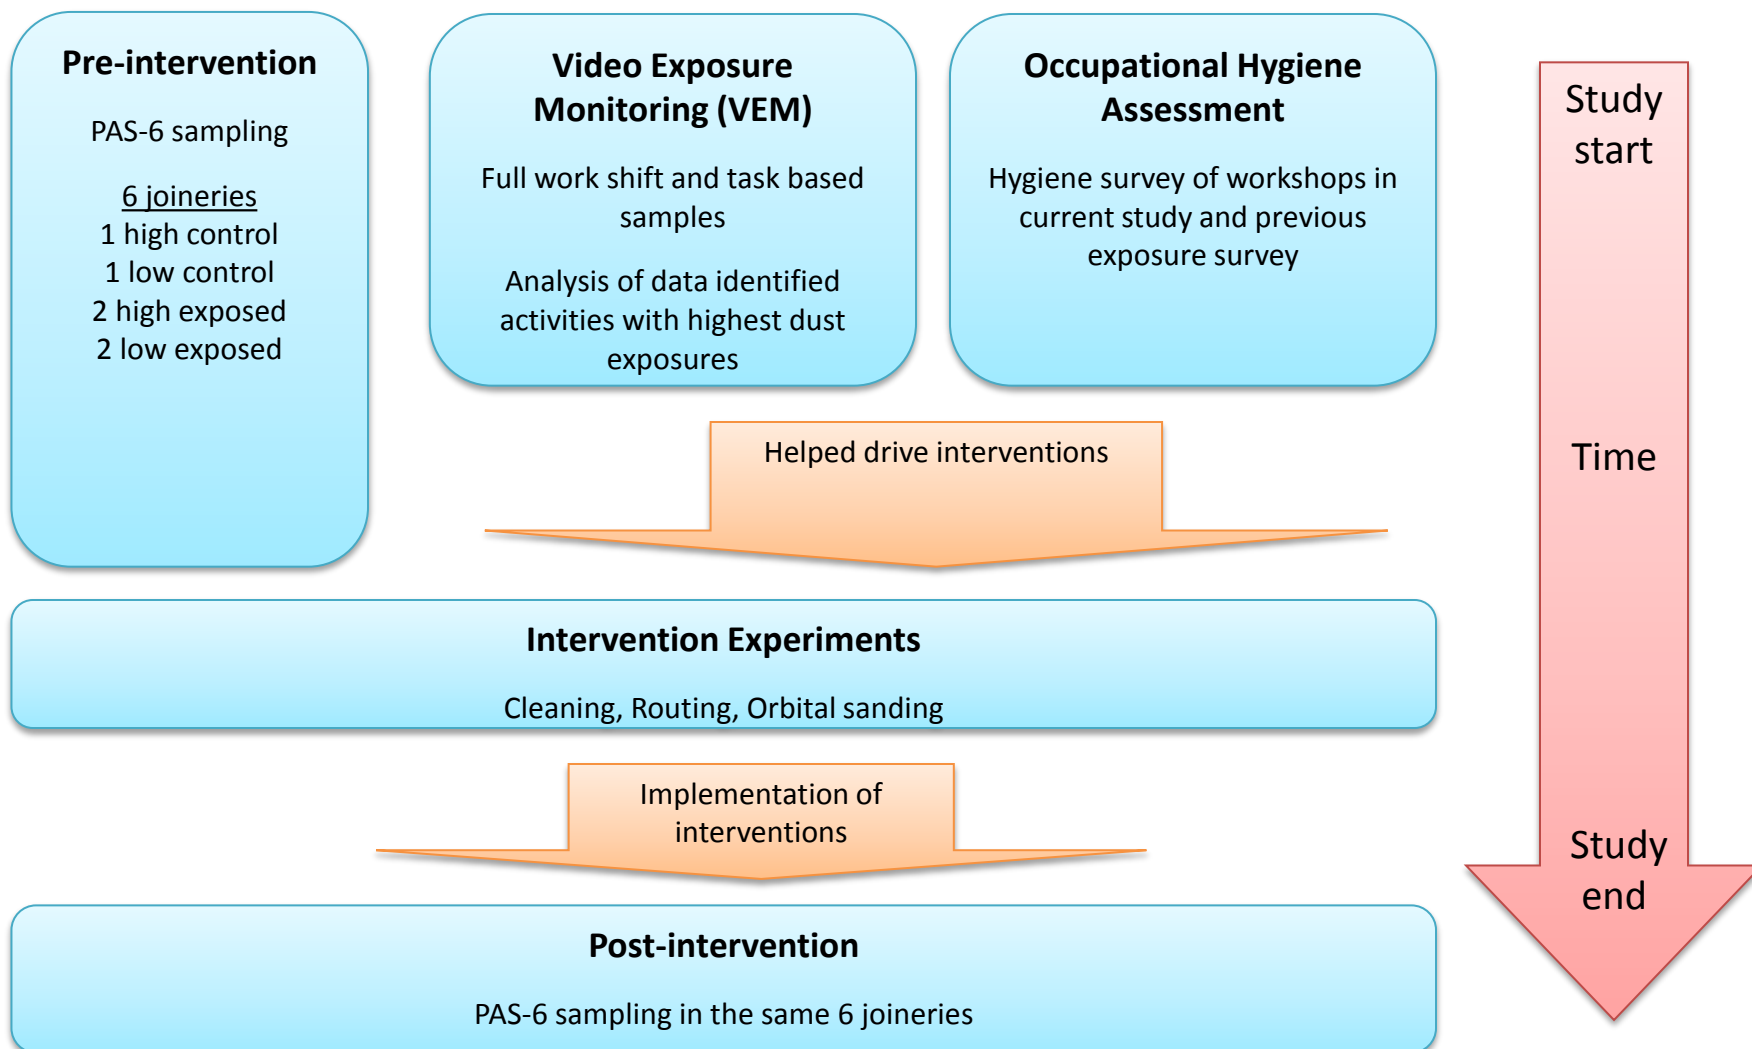 Pre-intervention
PAS-6 sampling
6 joineries
1 high control
1 low control
2 high exposed
2 low exposed
Video Exposure
Monitoring (VEM)
Full work shift and task based
samples
Analysis of data identified
activities with highest dust
exposures
Occupational Hygiene
Assessment
Hygiene survey of workshops in
current study and previous
exposure survey
Helped drive interventions
Intervention Experiments
Cleaning, Routing, Orbital sanding
Implementation of
interventions
Post-intervention
PAS-6 sampling in the same 6 joineries
Study
start
Time
Study
end